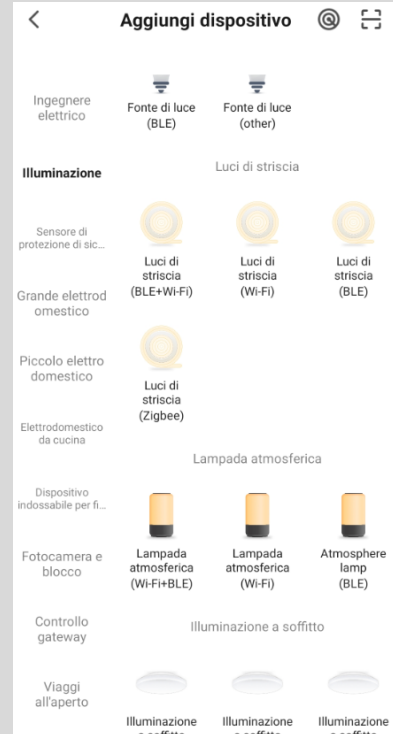 Aggiungi dispositivo
Ingegnere
elettrico
Illuminazione
Sensore di
protezione di sic...
Grande elettrod
omestico
Piccolo elettro
domestico
Elettrodomestico
da cucina
Dispositivo
indossabile per fi...
Fotocamera e
blocco
Controllo
gateway
Viaggi
all'aperto
Fonte di luce
(BLE)
Fonte di luce
(other)
Luci di striscia
Luci di
striscia
(BLE+Wi-Fi)
Luci di
striscia
(Wi-Fi)
Luci di
striscia
(BLE)
Luci di
striscia
(Zigbee)
Lampada atmosferica
Lampada
atmosferica
(Wi-Fi+BLE)
Lampada
atmosferica
(Wi-Fi)
Atmosphere
lamp
(BLE)
Illuminazione a soffitto
Illuminazione
a soffitto
Illuminazione
a soffitto
Illuminazione
a soffitto